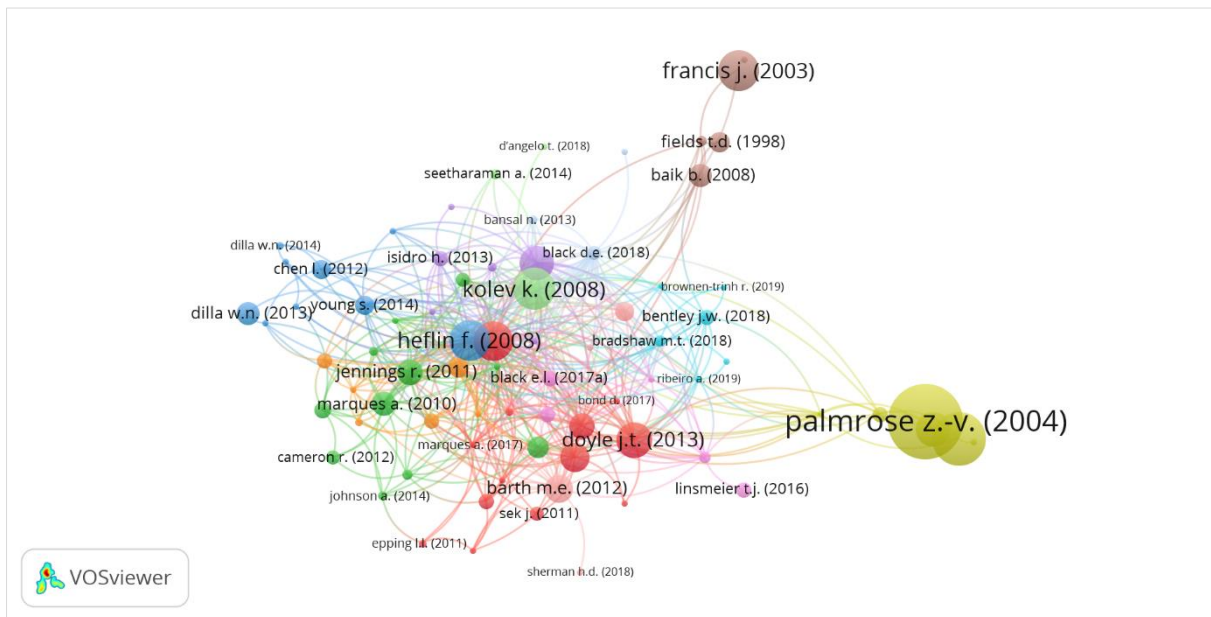 francis j. (2003)
fields t.d. (1998)
d'angelo t. (2018)
baik b. (2008)
seetharaman a. (2014)
bansal n. (2013)
dilla w.n. (2014)
black d.e. (2018)
isidro h. (2013)
chen l. (2012)
kolev k. (2008)
brownen-trinh r. (2019)
dilla w.n. (2013)
young s. (2014)
bentley j.w. (2018)
heflin f. (2008)
bradshaw m.t. (2018)
jennings r. (2011)
black e.l. (2017a)
ribeiro a. (2019)
marques a. (2010)
bond d. (2017)
palmrose z.-v. (2004)
marques a. (2017)
doyle j.t. (2013)
cameron r. (2012)
barth m.e. (2012)
linsmeier t.j. (2016)
johnson a. (2014)
sek j. (2011)
epping l.l. (2011)
sherman h.d. (2018)
VOSviewer